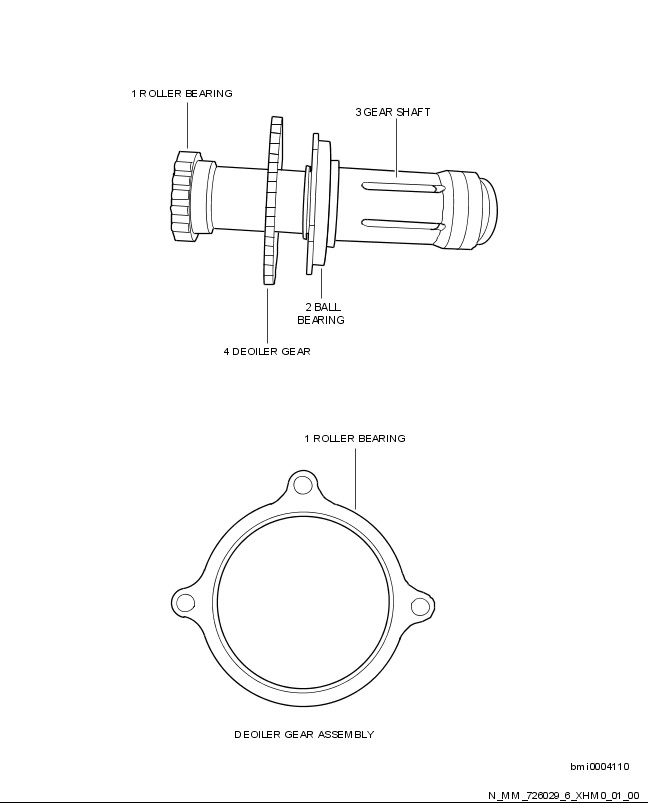 1 ROLLER BEARING
3 GEAR SHAFT
2 BALL
BEARING
4 DEOILER GEAR
1 ROLLER BEARING
DEOILER GEAR ASSEMBLY
bmi0004110
N_MM_726029_6_XHM0_01_00